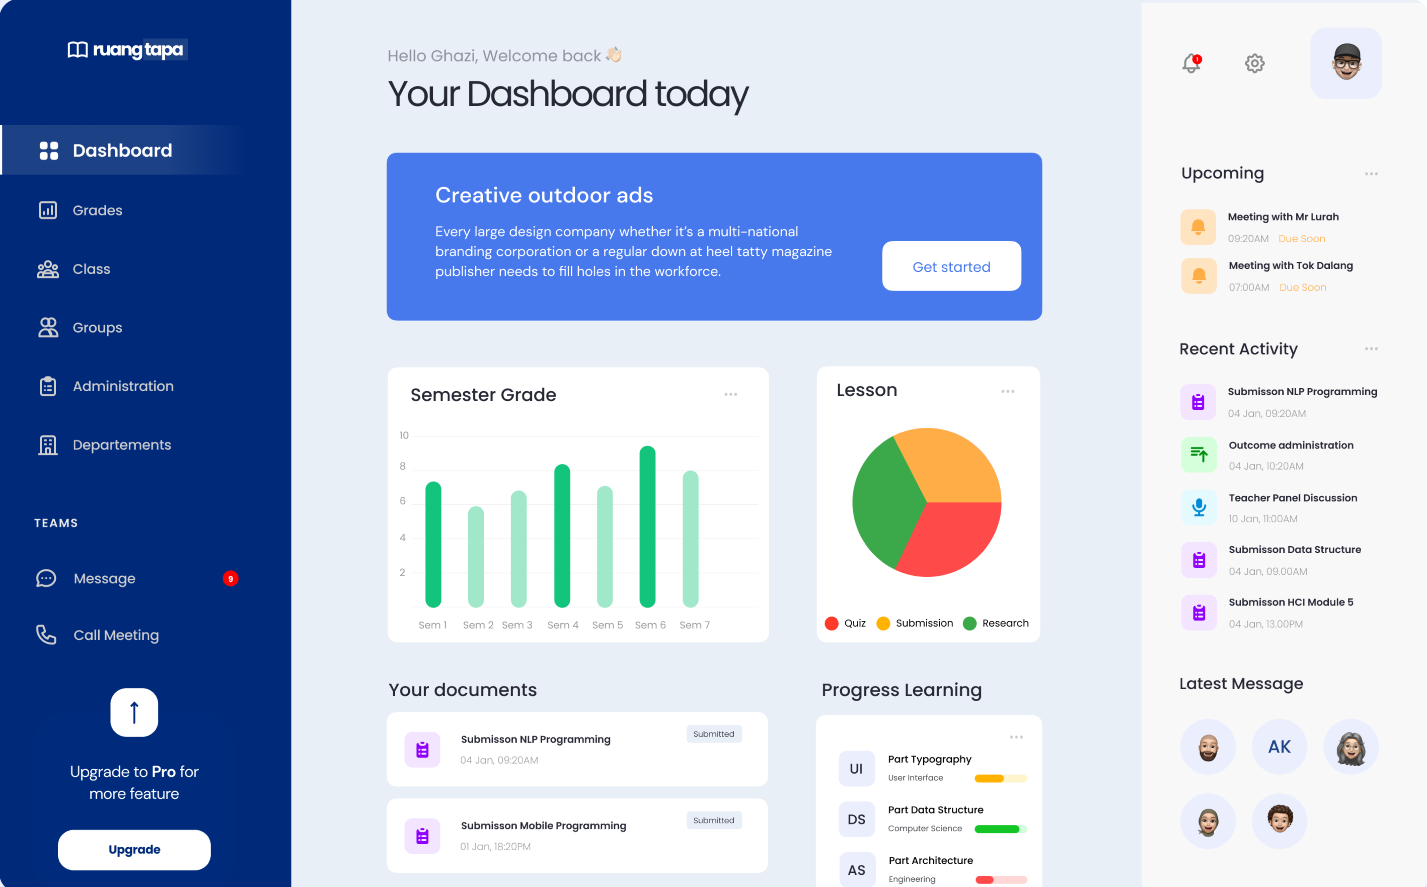 ruangtapa
Dashboard
Grades
Class
Groups
Administration
Departements
TEAMS
Message
9
Call Meeting
Upgrade to Pro for
more feature
Upgrade
Hello Ghazi, Welcome back
Your Dashboard today
Creative outdoor ads
Every large design company whether it's a multi-national
branding corporation or a regular down at heel tatty magazine
publisher needs to fill holes in the workforce.
Get started
Semester Grade
10
8
6
4
2
Sem 1 Sem 2 Sem 3 Sem 4 Sem 5 Sem 6 Sem 7
Lesson
Quiz Submission Research
Your documents
Submisson NLP Programming
04 Jan, 09:20AM
Submitted
Submisson Mobile Programming
01 Jan, 18:20PM
Submitted
Progress Learning
UI
Part Typography
User Interface
DS
Part Data Structure
Computer Science
AS
Part Architecture
Engineering
1
Upcoming
Meeting with Mr Lurah
09:20AM Due Soon
Meeting with Tok Dalang
07:00AM Due Soon
Recent Activity
Submisson NLP Programming
04 Jan, 09:20AM
Outcome administration
04 Jan, 10:20AM
Teacher Panel Discussion
10 Jan, 11:00AM
Submisson Data Structure
04 Jan, 09.00AM
Submisson HCI Module 5
04 Jan, 13.00PM
Latest Message
AK